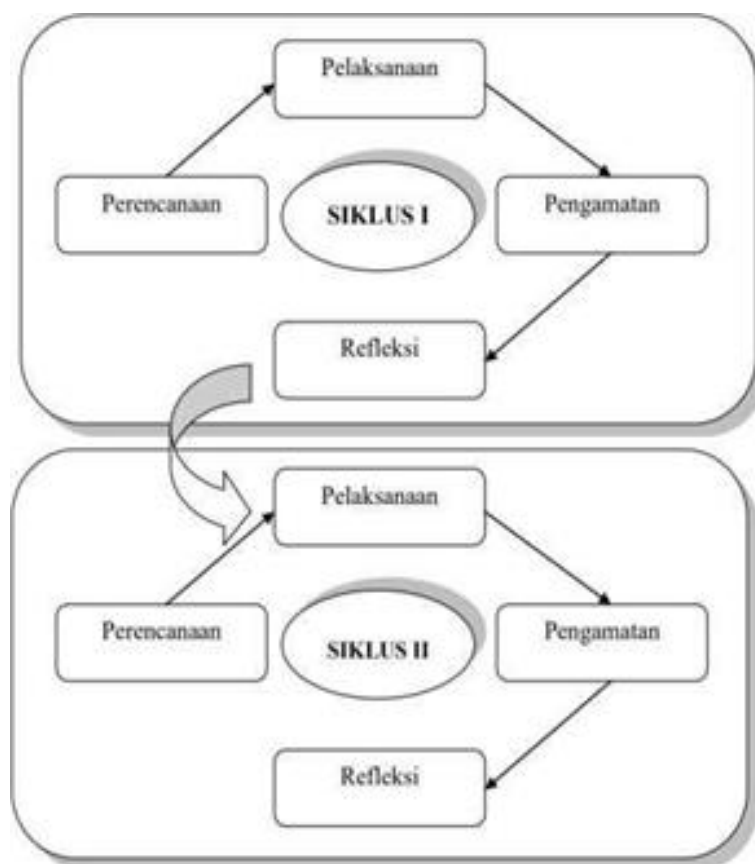 Pelaksanaan
Perencanaan
SIKLUS I
Pengamatan
Refleksi
Pelaksanaan
Perencanaan
SIKLUS II
Pengamatan
Refleksi